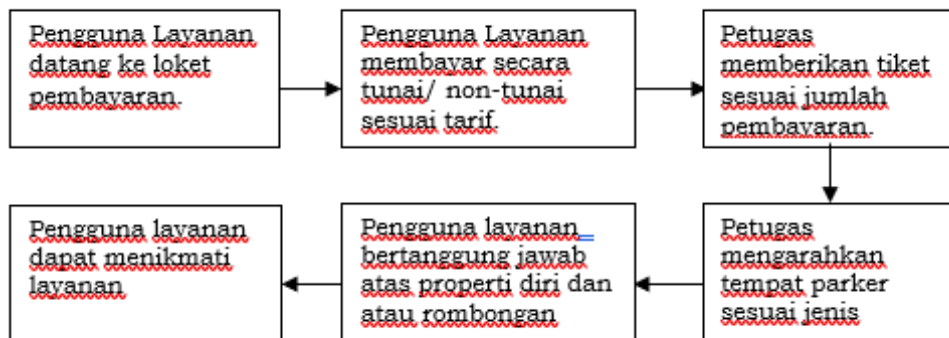 Pengguna Layanan
datang ke loket
pembayaran.
Pengguna Layanan
membayar secara
tunai/ non-tunai
sesuai tarif.
Petugas
memberikan tiket
sesuai jumlah
pembayaran.
Petugas
mengarahkan
tempat parker
sesuai jenis
Pengguna layanan
bertanggung jawab
atas properti diri dan
atau rombongan
Pengguna layanan
dapat menikmati
layanan